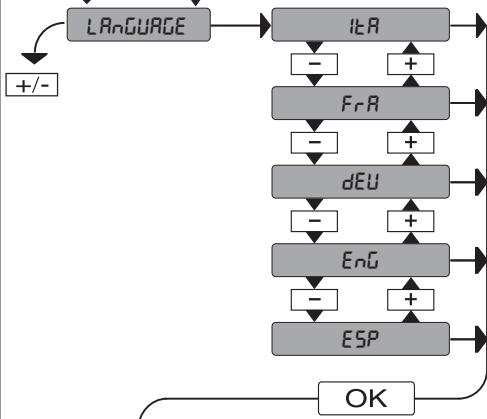 LAnGUAGE ItA
+/-
- +
FrA
- +
dEU
- +
EnG
- +
ESP
OK